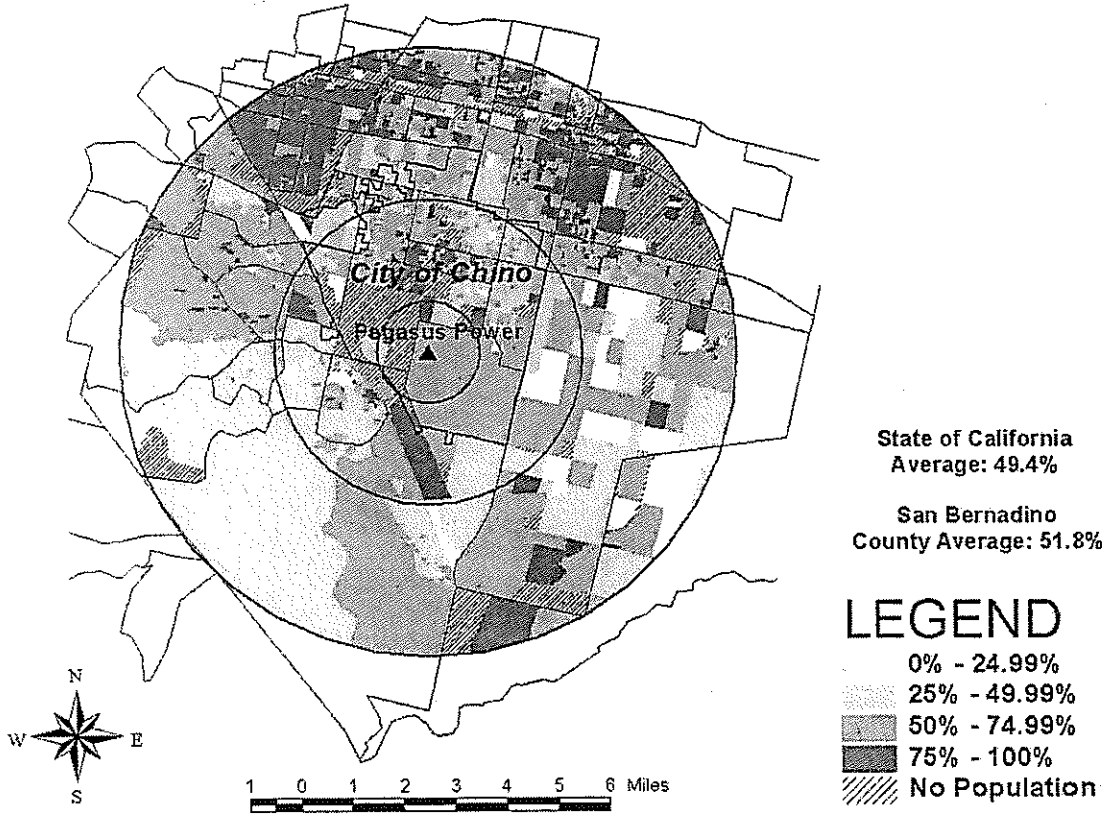 City of Chino
Pegasus Power
State of California
Average: 49.4%
San Bernadino
County Average: 51.8%
LEGEND
0% - 24.99%
25% - 49.99%
50% - 74.99%
75% - 100%
No Population
N
W E
S
1 0 1 2 3 4 5 6 Miles